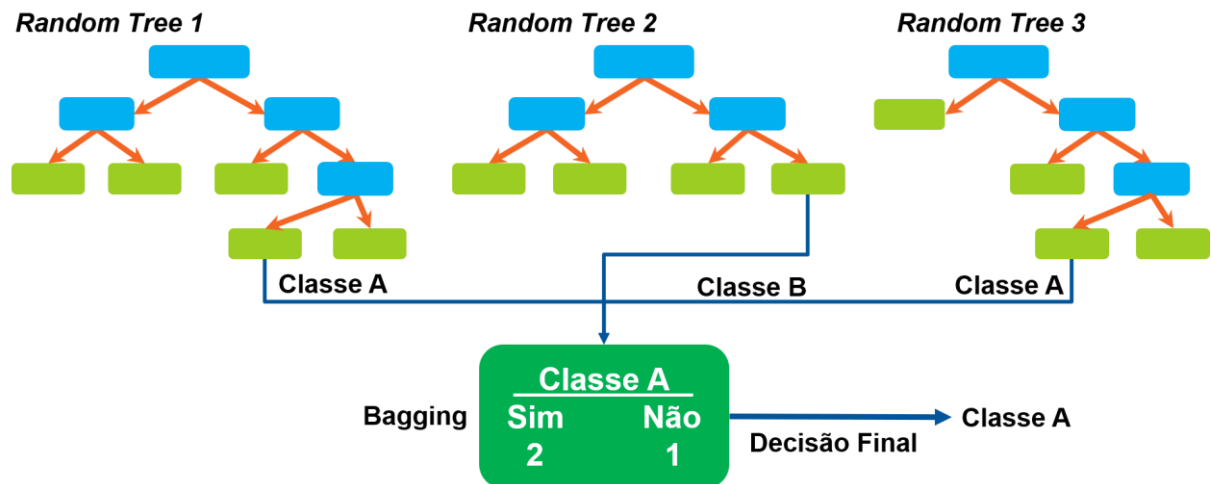 Random Tree 1
Random Tree 2
Random Tree 3
Classe A
Classe B
Classe A
Classe A
Bagging
Sim
Não
2
1
Decisão Final
Classe A